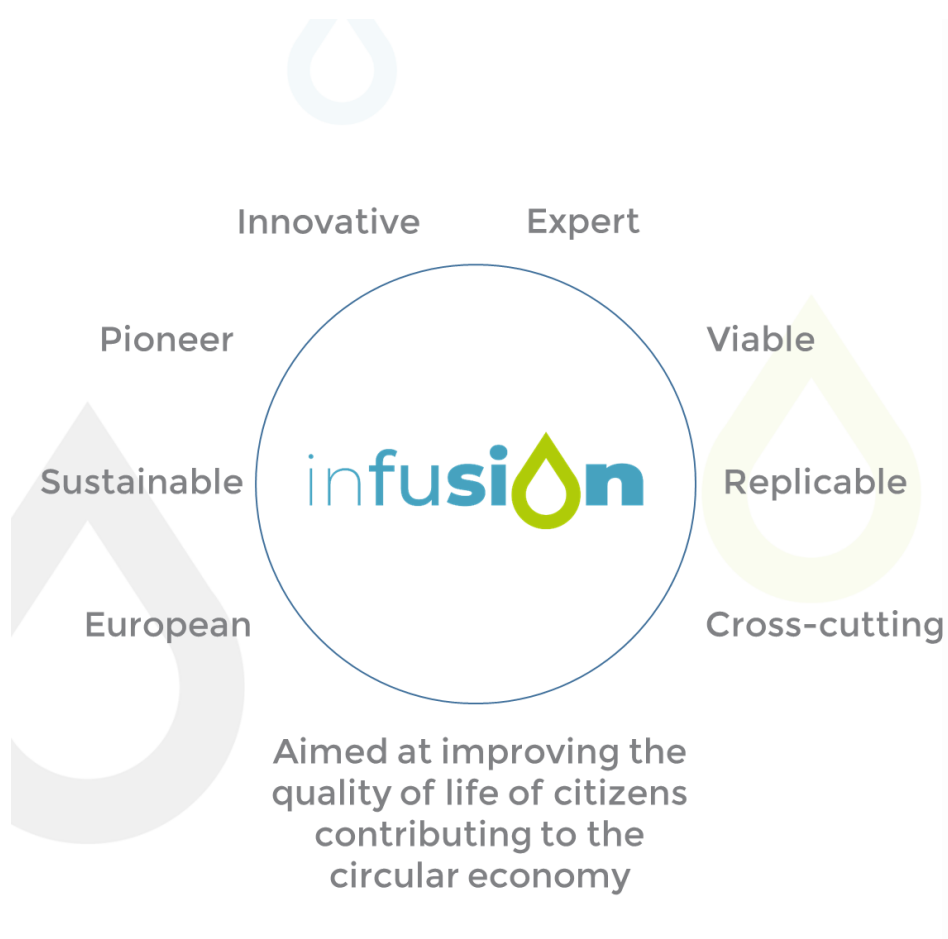 Innovative Expert
Pioneer Viable
infusion
Sustainable Replicable
European Cross-cutting
Aimed at improving the
quality of life of citizens
contributing to the
circular economy